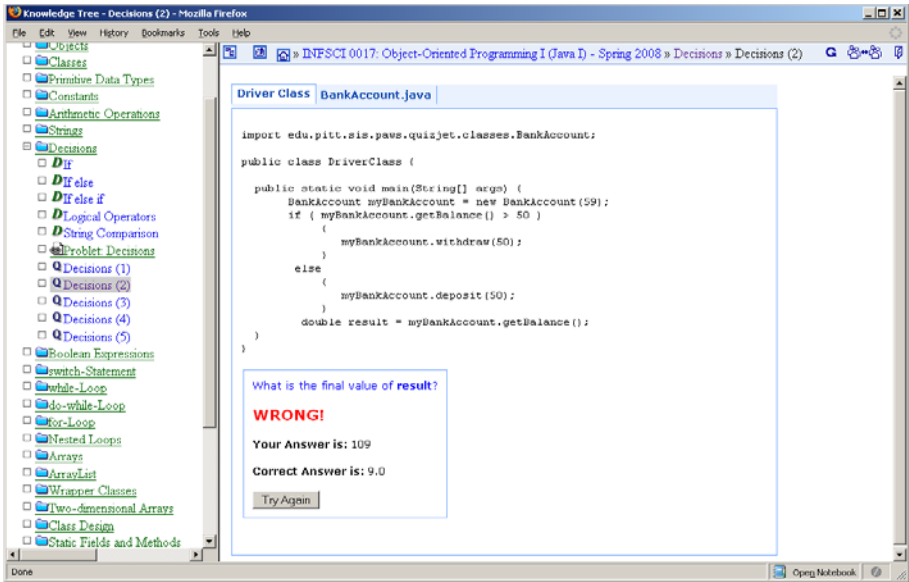 Knowledge Tree - Decisions (2) - Mozilla Firefox
File Edit View History Bookmarks Tools Help
Objects
Classes
Primitive Data Types
Constants
Arithmetic Operations
Strings
Decisions
D If
D If else
D If else if
D Logical Operators
D String Comparison
Problet: Decisions
Q Decisions (1)
Q Decisions (2)
Q Decisions (3)
Q Decisions (4)
Q Decisions (5)
Boolean Expressions
switch-Statement
while-Loop
do-while-Loop
for-Loop
Nested Loops
Arrays
ArrayList
Wrapper Classes
Two-dimensional Arrays
Class Design
Static Fields and Methods
» INFSCI 0017: Object-Oriented Programming I (Java I) - Spring 2008 » Decisions » Decisions (2)
G
Driver Class BankAccount.java
import edu.pitt.sis.paws.quizjet.classes.BankAccount;
public class DriverClass {
public static void main(String[] args) {
BankAccount myBankAccount = new BankAccount(59);
if ( myBankAccount.getBalance() > 50 )
{
myBankAccount.withdraw(50);
}
else
{
myBankAccount.deposit(50);
}
double result = myBankAccount.getBalance();
}
}
What is the final value of result?
WRONG!
Your Answer is: 109
Correct Answer is: 9.0
Try Again
Done
Open Notebook